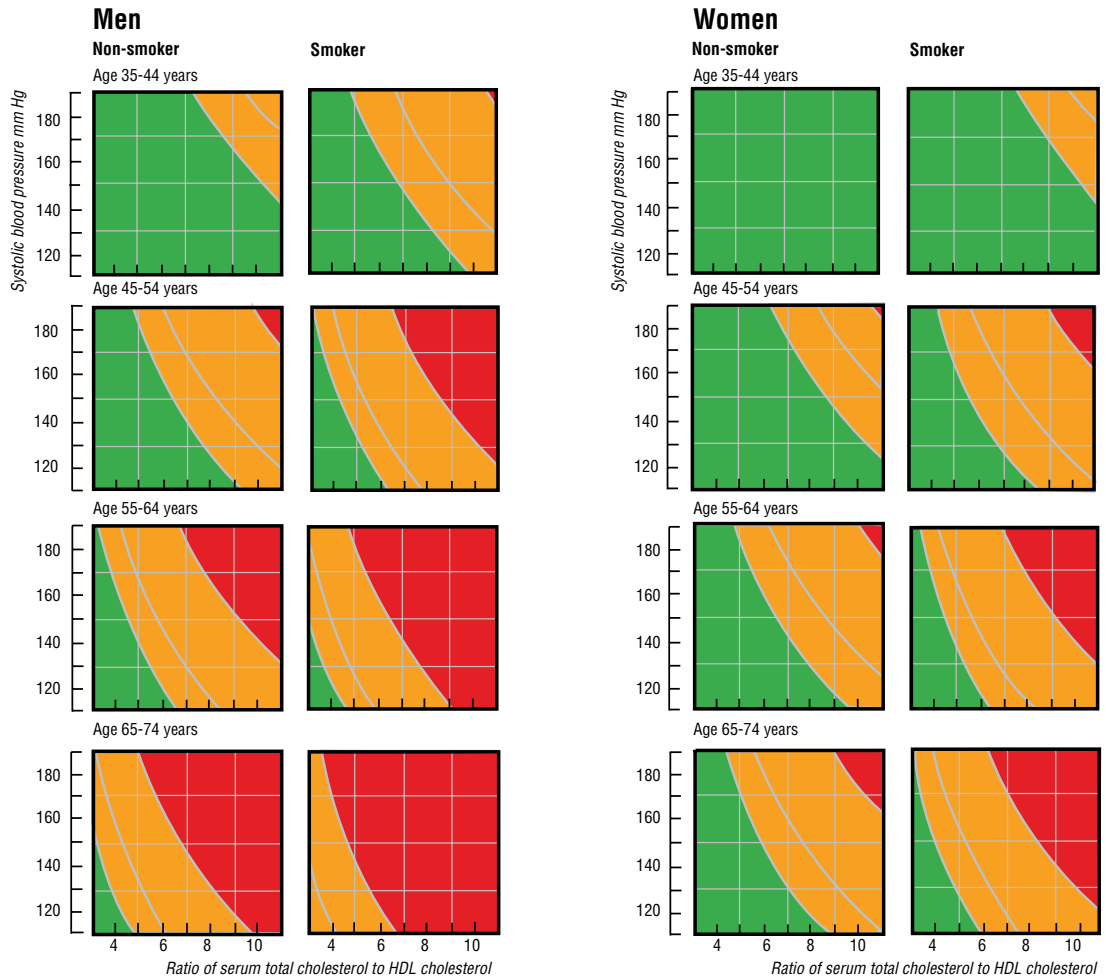 Men
Women
Non-smoker
Smoker
Non-smoker
Smoker
Age 35-44 years
Age 35-44 years
Systolic blood pressure mm Hg
180
160
140
120
Systolic blood pressure mm Hg
180
160
140
120
Age 45-54 years
Age 45-54 years
180
160
140
120
180
160
140
120
Age 55-64 years
Age 55-64 years
180
160
140
120
180
160
140
120
Age 65-74 years
Age 65-74 years
180
160
140
120
180
160
140
120
4 6 8 10
4 6 8 10
4 6 8 10
4 6 8 10
Ratio of serum total cholesterol to HDL cholesterol
Ratio of serum total cholesterol to HDL cholesterol